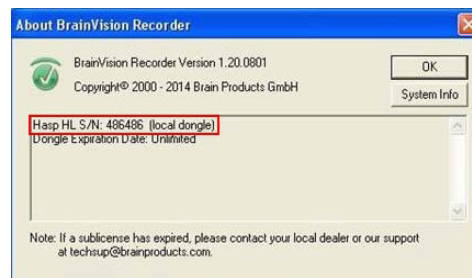 About BrainVision Recorder
BrainVision Recorder Version 1.20.0801
Copyright© 2000 - 2014 Brain Products GmbH
OK
System Info
Hasp HL S/N: 486486 (local dongle)
Dongle Expiration Date: Unlimited
Note: If a sublicense has expired, please contact your local dealer or our support
at techsup@brainproducts.com.